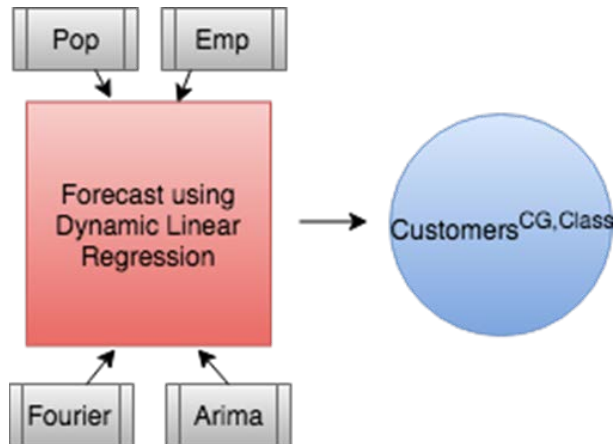 Pop
Emp
Forecast using
Dynamic Linear
Regression
Customers^CG,Class
Fourier
Arima